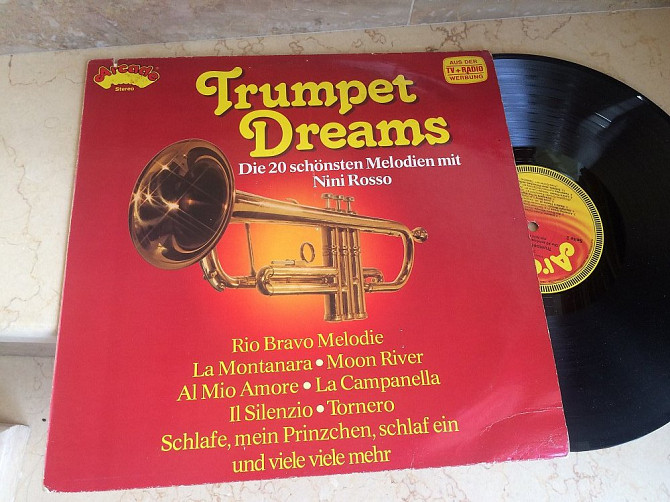 Arcade
Stereo
AUS DER
TV+RADIO
WERBUNG
Trumpet
Dreams
Die 20 schönsten Melodien mit
Nini Rosso
Rio Bravo Melodie
La Montanara • Moon River
Al Mio Amore • La Campanella
Il Silenzio • Tornero
Schlafe, mein Prinzchen, schlaf ein
und viele viele mehr